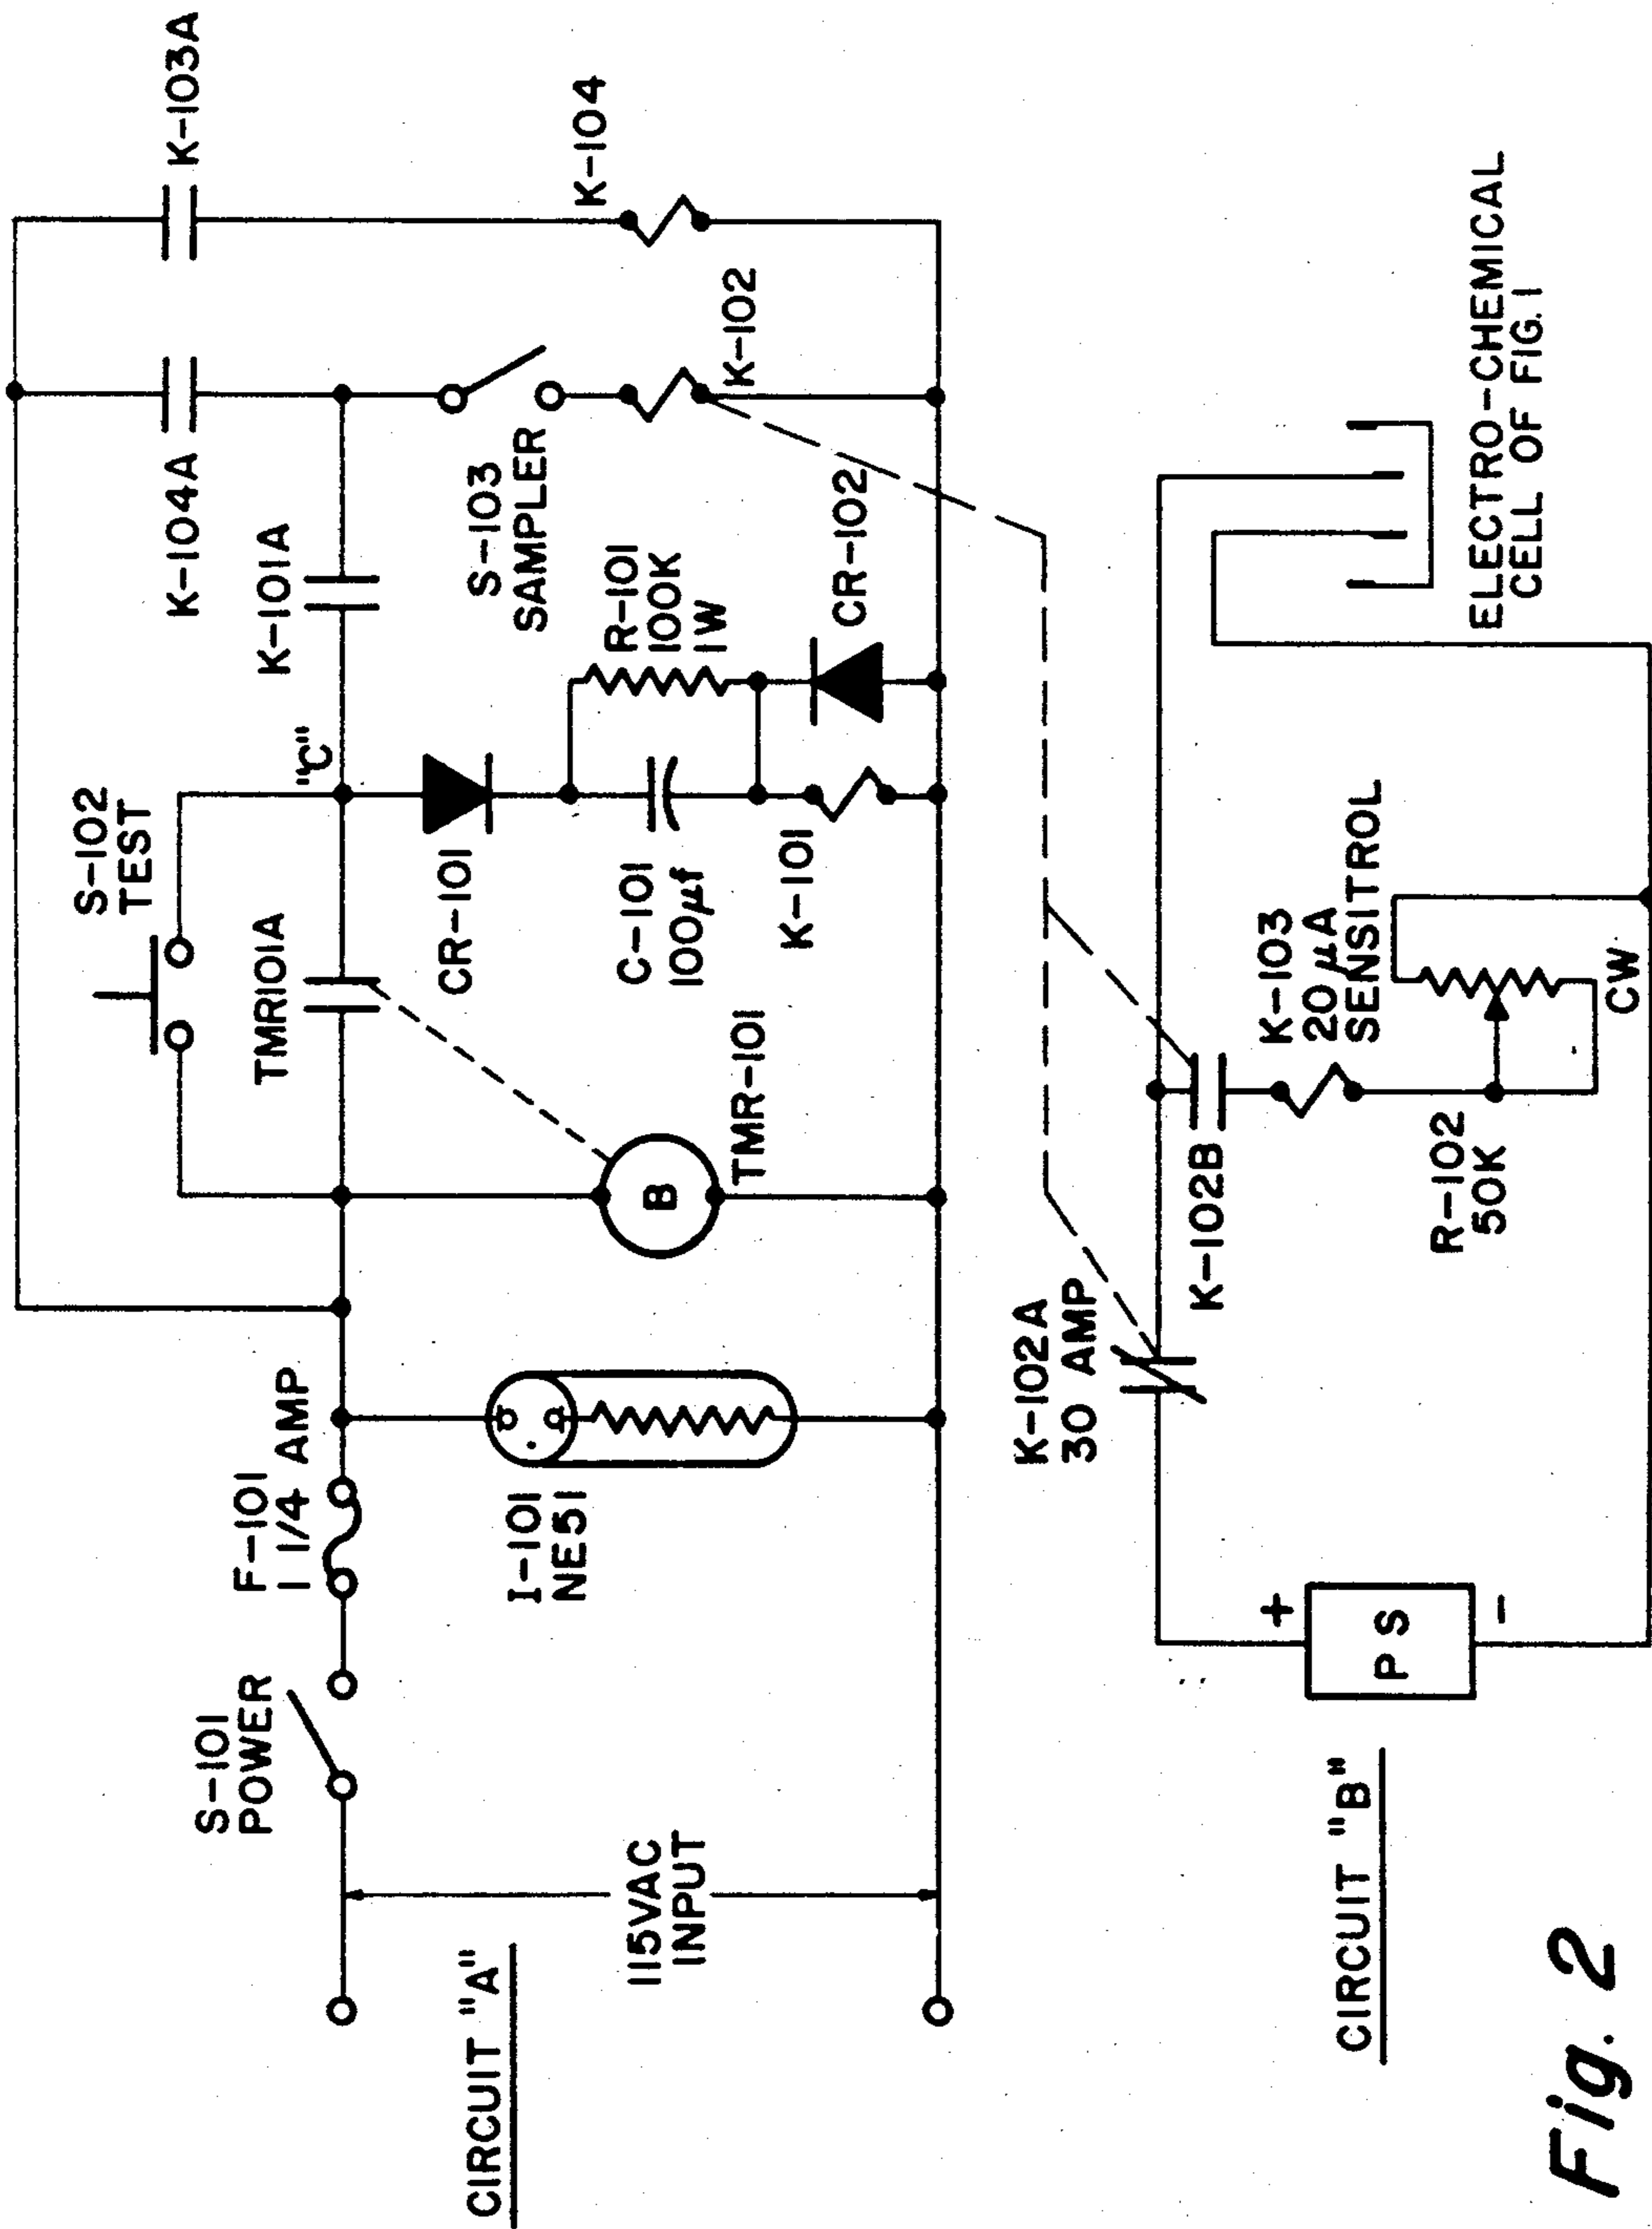 CIRCUIT "A"
S-101
POWER
F-101
1 1/4 AMP
115VAC
INPUT
I-101
NE51
S-102
TEST
TMR101A
B
TMR-101
"C"
CR-101
C-101
100µf
K-101
K-101A
R-101
100K
1W
CR-102
K-104A
S-103
SAMPLER
K-102
K-103A
K-104
CIRCUIT "B"
+
P S
-
K-102A
30 AMP
K-102B
K-103
20 µA
SENSITROL
R-102
50K
CW
ELECTRO-CHEMICAL
CELL OF FIG. 1
Fig. 2